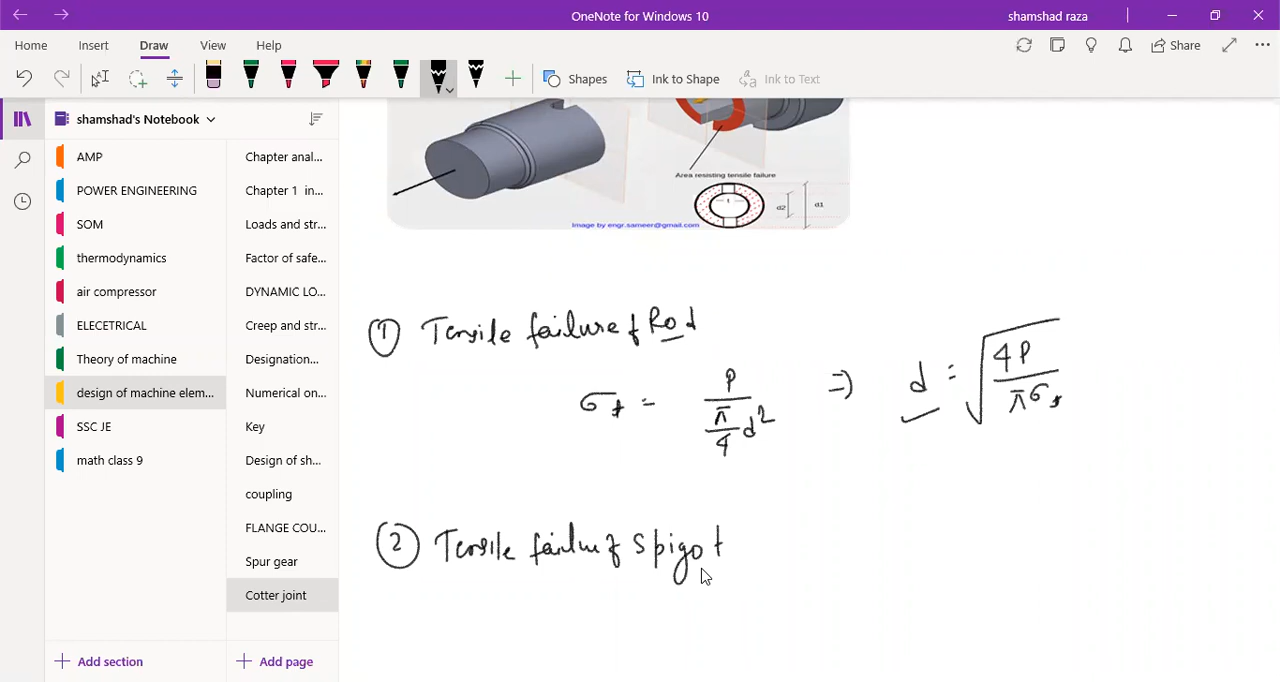 OneNote for Windows 10
shamshad raza
Home Insert Draw View Help
Share
Shapes
Ink to Shape
Ink to Text
shamshad's Notebook
AMP
POWER ENGINEERING
SOM
thermodynamics
air compressor
ELECETRICAL
Theory of machine
design of machine elem...
SSC JE
math class 9
Add section
Chapter anal...
Chapter 1 in...
Loads and str...
Factor of safe...
DYNAMIC LO...
Creep and str...
Designation...
Numerical on...
Key
Design of sh...
coupling
FLANGE COU...
Spur gear
Cotter joint
Add page
Area resisting tensile failure
t
d2
d1
Image by engr.sameer@gmail.com
① Tensile failure of Rod
σt = P / (π/4 d²) ⇒ d = √(4P / πσt)
② Tensile failure of Spigot